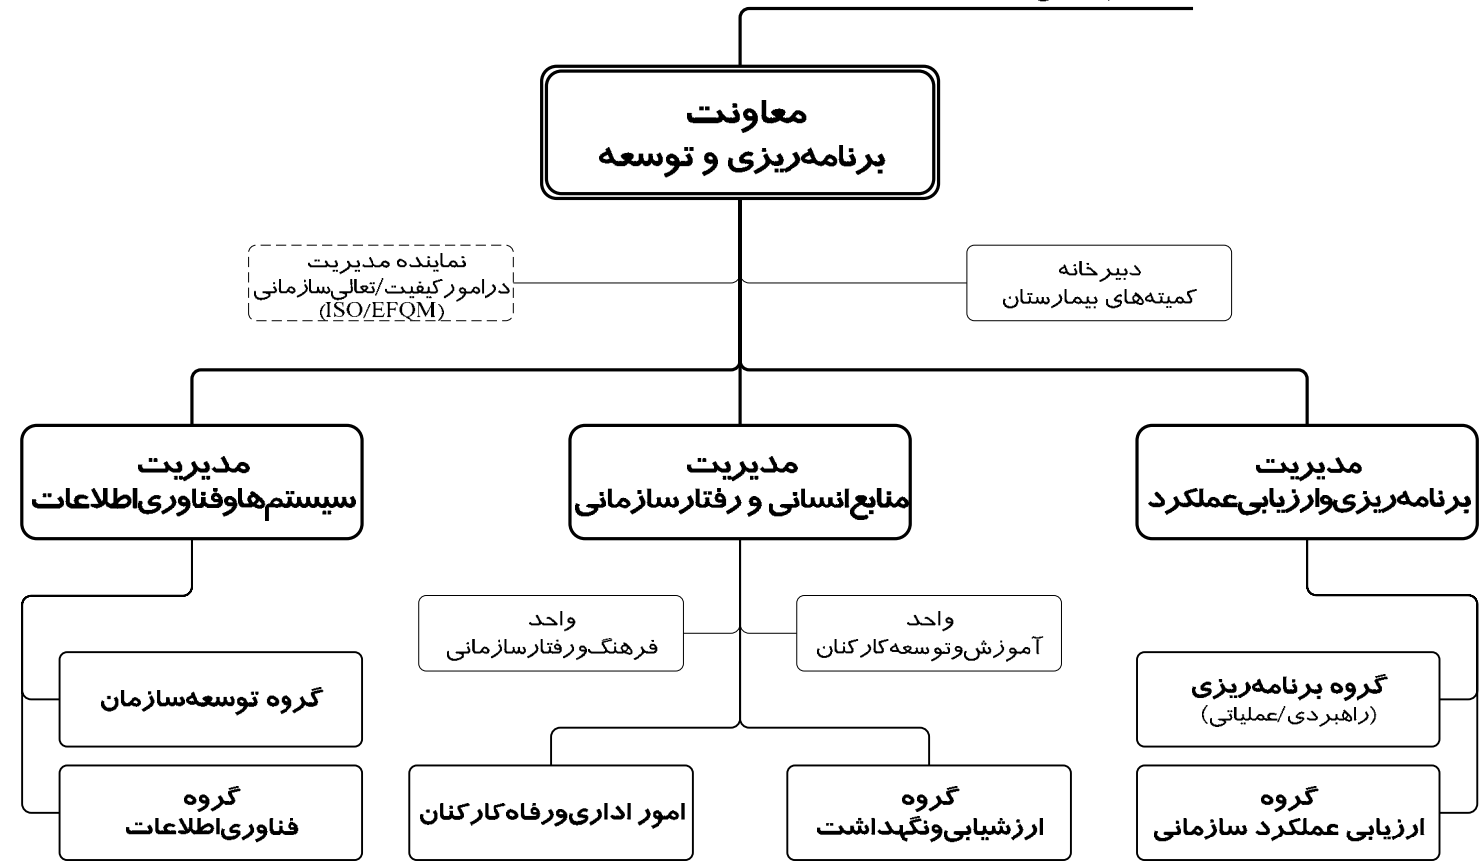 معاونت
برنامه‌ریزی و توسعه
دبیرخانه
کمیته‌های بیمارستان
نماینده مدیریت
درامورکیفیت/تعالی‌سازمانی
(ISO/EFQM)
مدیریت
برنامه‌ریزی‌وارزیابی‌عملکرد
مدیریت
منابع‌انسانی و رفتارسازمانی
مدیریت
سیستم‌هاوفناوری‌اطلاعات
واحد
آموزش‌وتوسعه‌کارکنان
واحد
فرهنگ‌ورفتارسازمانی
گروه برنامه‌ریزی
(راهبردی/عملیاتی)
گروه
ارزیابی عملکرد سازمانی
گروه
ارزشیابی‌ونگهداشت
امور اداری‌ورفاه‌کارکنان
گروه توسعه‌سازمان
گروه
فناوری‌اطلاعات